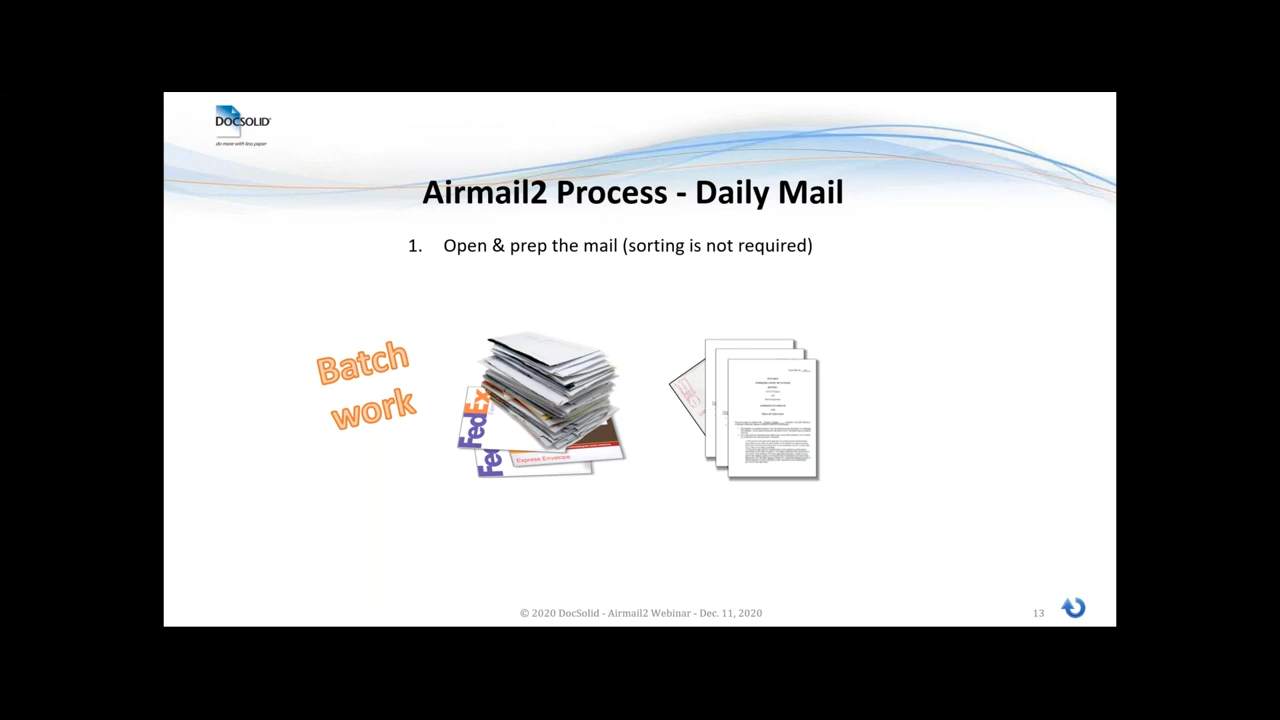 DOCSOLID®
do more with less paper
Airmail2 Process - Daily Mail
1. Open & prep the mail (sorting is not required)
Batch
work
FedEx
FedEx
Express Envelope
© 2020 DocSolid - Airmail2 Webinar - Dec. 11, 2020
13